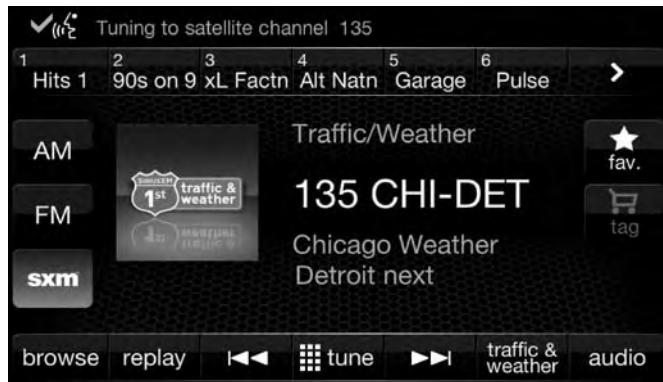 Tuning to satellite channel 135
1 Hits 1
2 90s on 9
3 xL Factn
4 Alt Natn
5 Garage
6 Pulse
AM
FM
sxm
SIRIUSXM
1st
traffic &
weather
Traffic/Weather
135 CHI-DET
Chicago Weather
Detroit next
fav.
tag
browse
replay
tune
traffic &
weather
audio